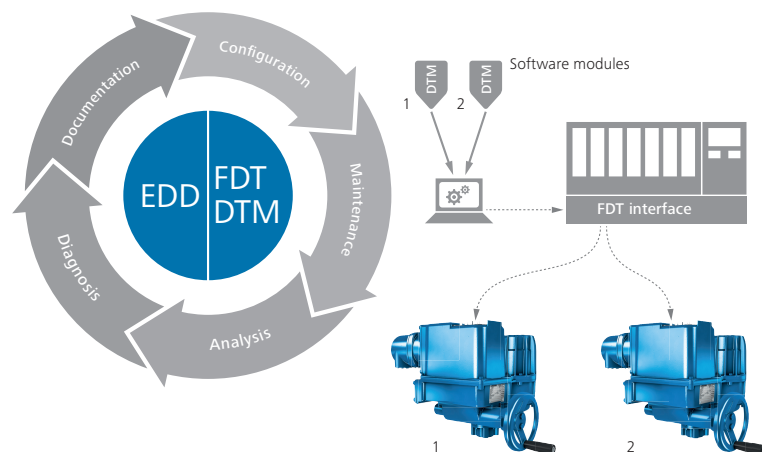 Configuration
Maintenance
Analysis
Diagnosis
Documentation
EDD
FDT
DTM
DTM
DTM
Software modules
1
2
FDT interface
1
2